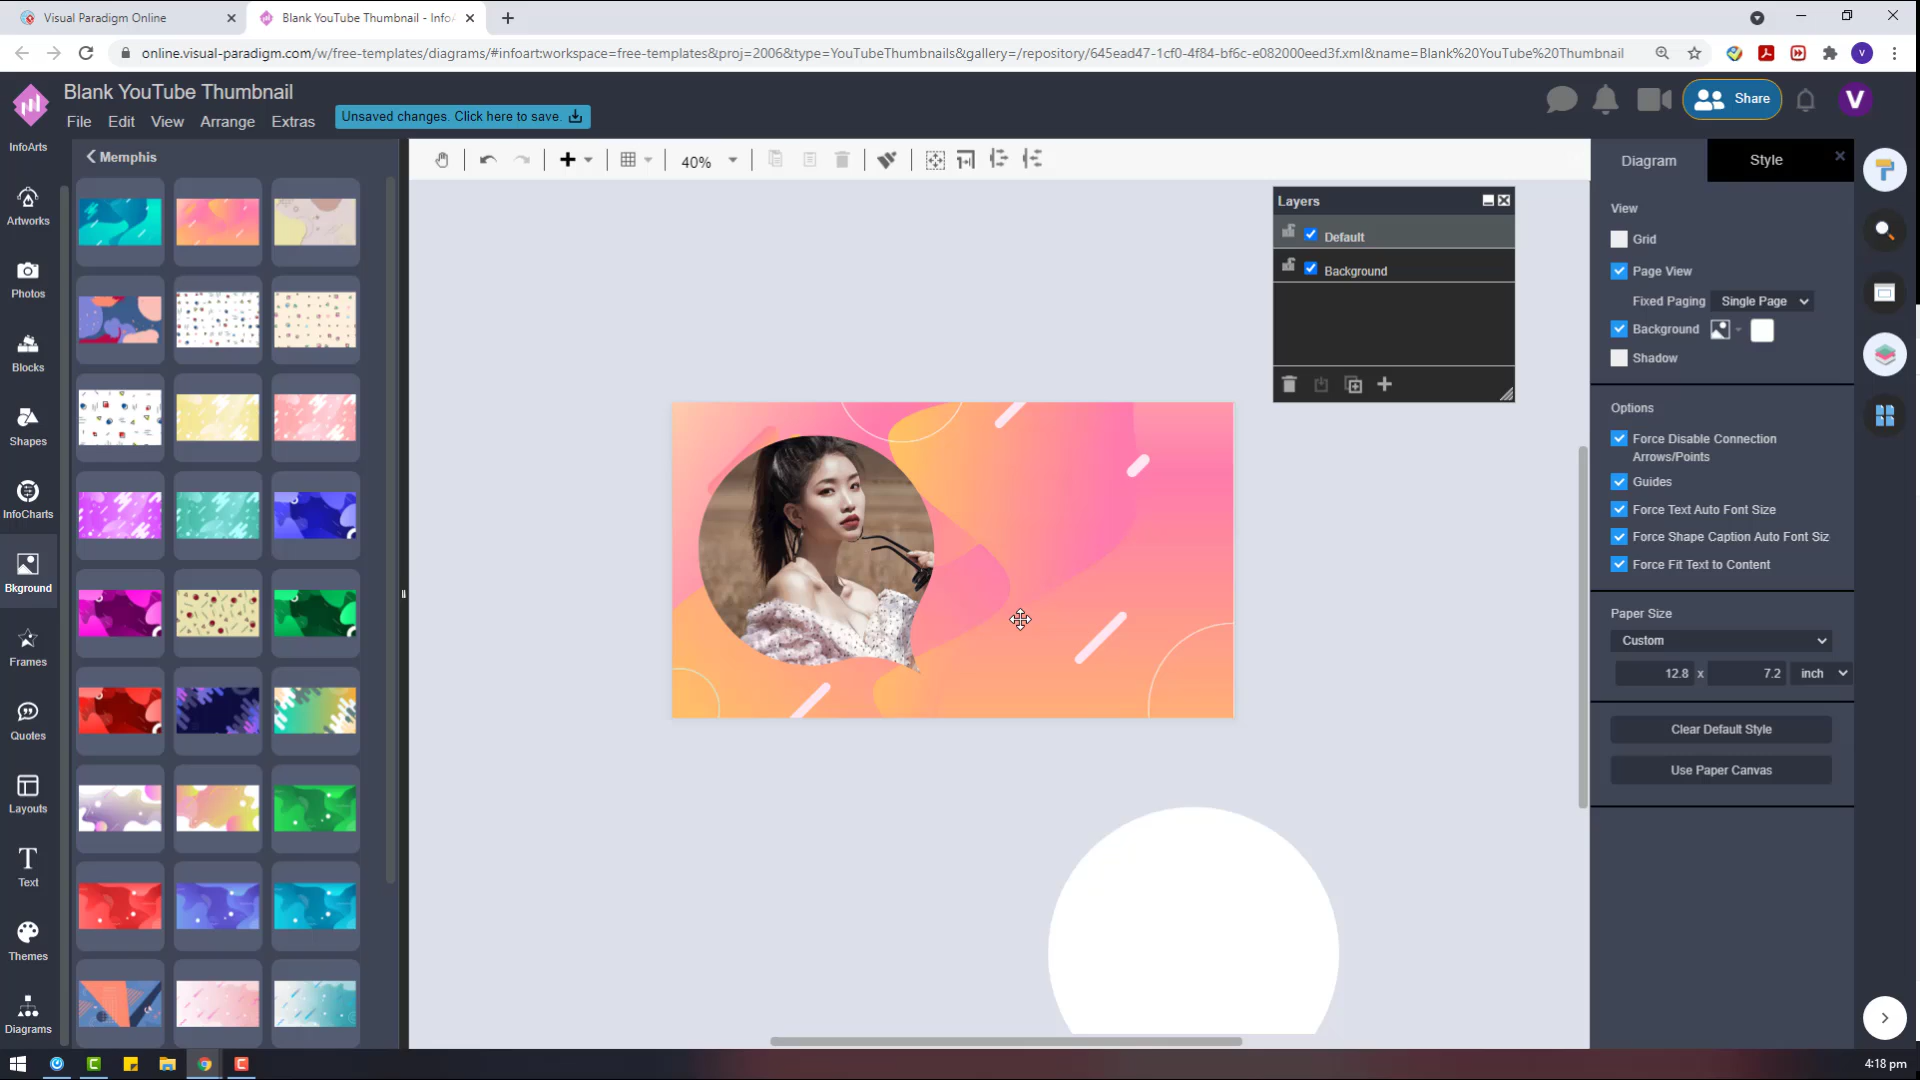 Visual Paradigm Online
Blank YouTube Thumbnail - InfoA
online.visual-paradigm.com/w/free-templates/diagrams/#infoart:workspace=free-templates&proj=2006&type=YouTubeThumbnails&gallery=/repository/645ead47-1cf0-4f84-bf6c-e082000eed3f.xml&name=Blank%20YouTube%20Thumbnail
V
Blank YouTube Thumbnail
File Edit View Arrange Extras
Unsaved changes. Click here to save.
Share
V
InfoArts
Artworks
Photos
Blocks
Shapes
InfoCharts
Bkground
Frames
Quotes
Layouts
T
Text
Themes
Diagrams
Memphis
40%
Layers
Default
Background
Diagram
Style
View
Grid
Page View
Fixed Paging Single Page
Background
Shadow
Options
Force Disable Connection
Arrows/Points
Guides
Force Text Auto Font Size
Force Shape Caption Auto Font Siz
Force Fit Text to Content
Paper Size
Custom
12.8 x 7.2 inch
Clear Default Style
Use Paper Canvas
4:18 pm